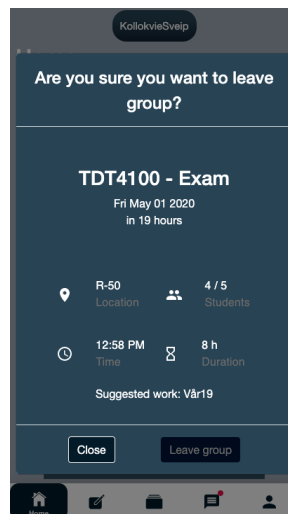 KollokvieSveip
Are you sure you want to leave
group?
TDT4100 - Exam
Fri May 01 2020
in 19 hours
R-50
Location
4 / 5
Students
12:58 PM
Time
8 h
Duration
Suggested work: Vår19
Close
Leave group
Home